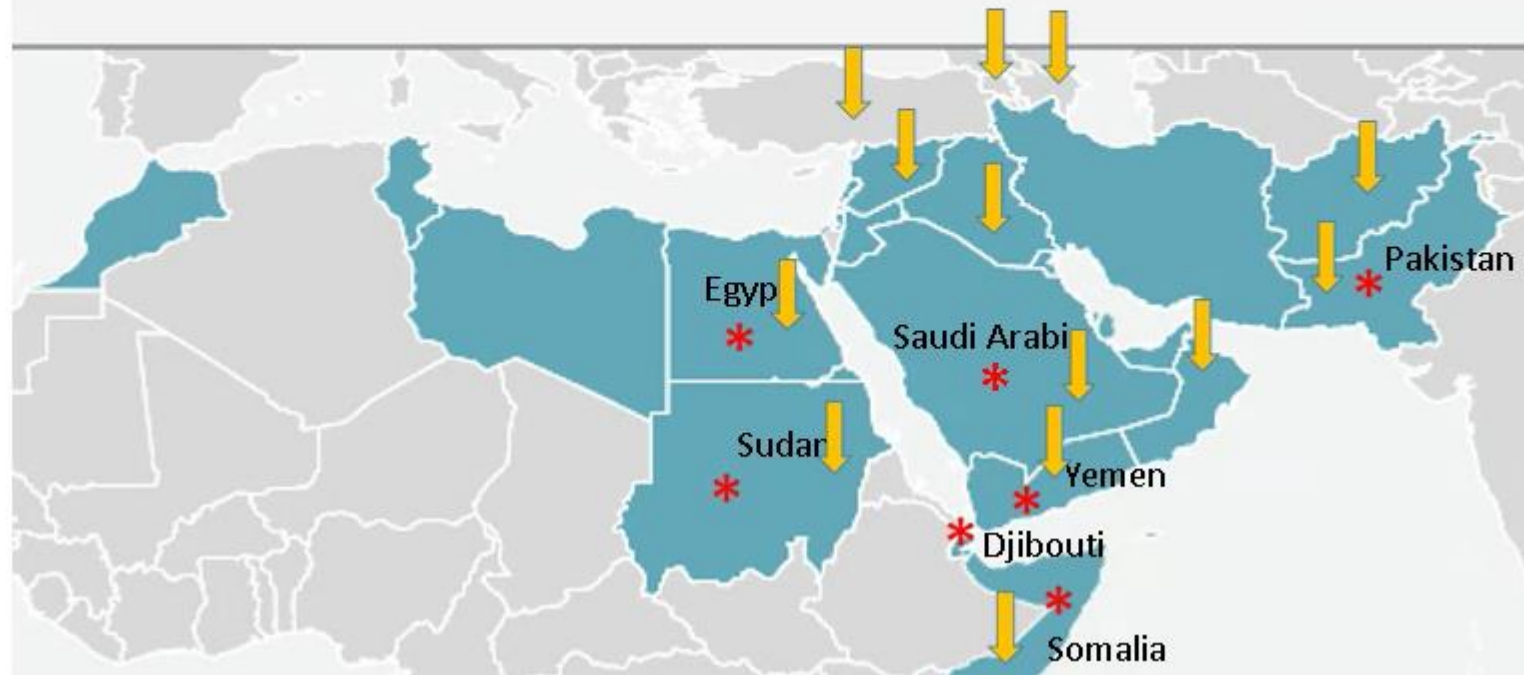 Pakistan
Egyp
Saudi Arabi
Sudan
Yemen
Djibouti
Somalia